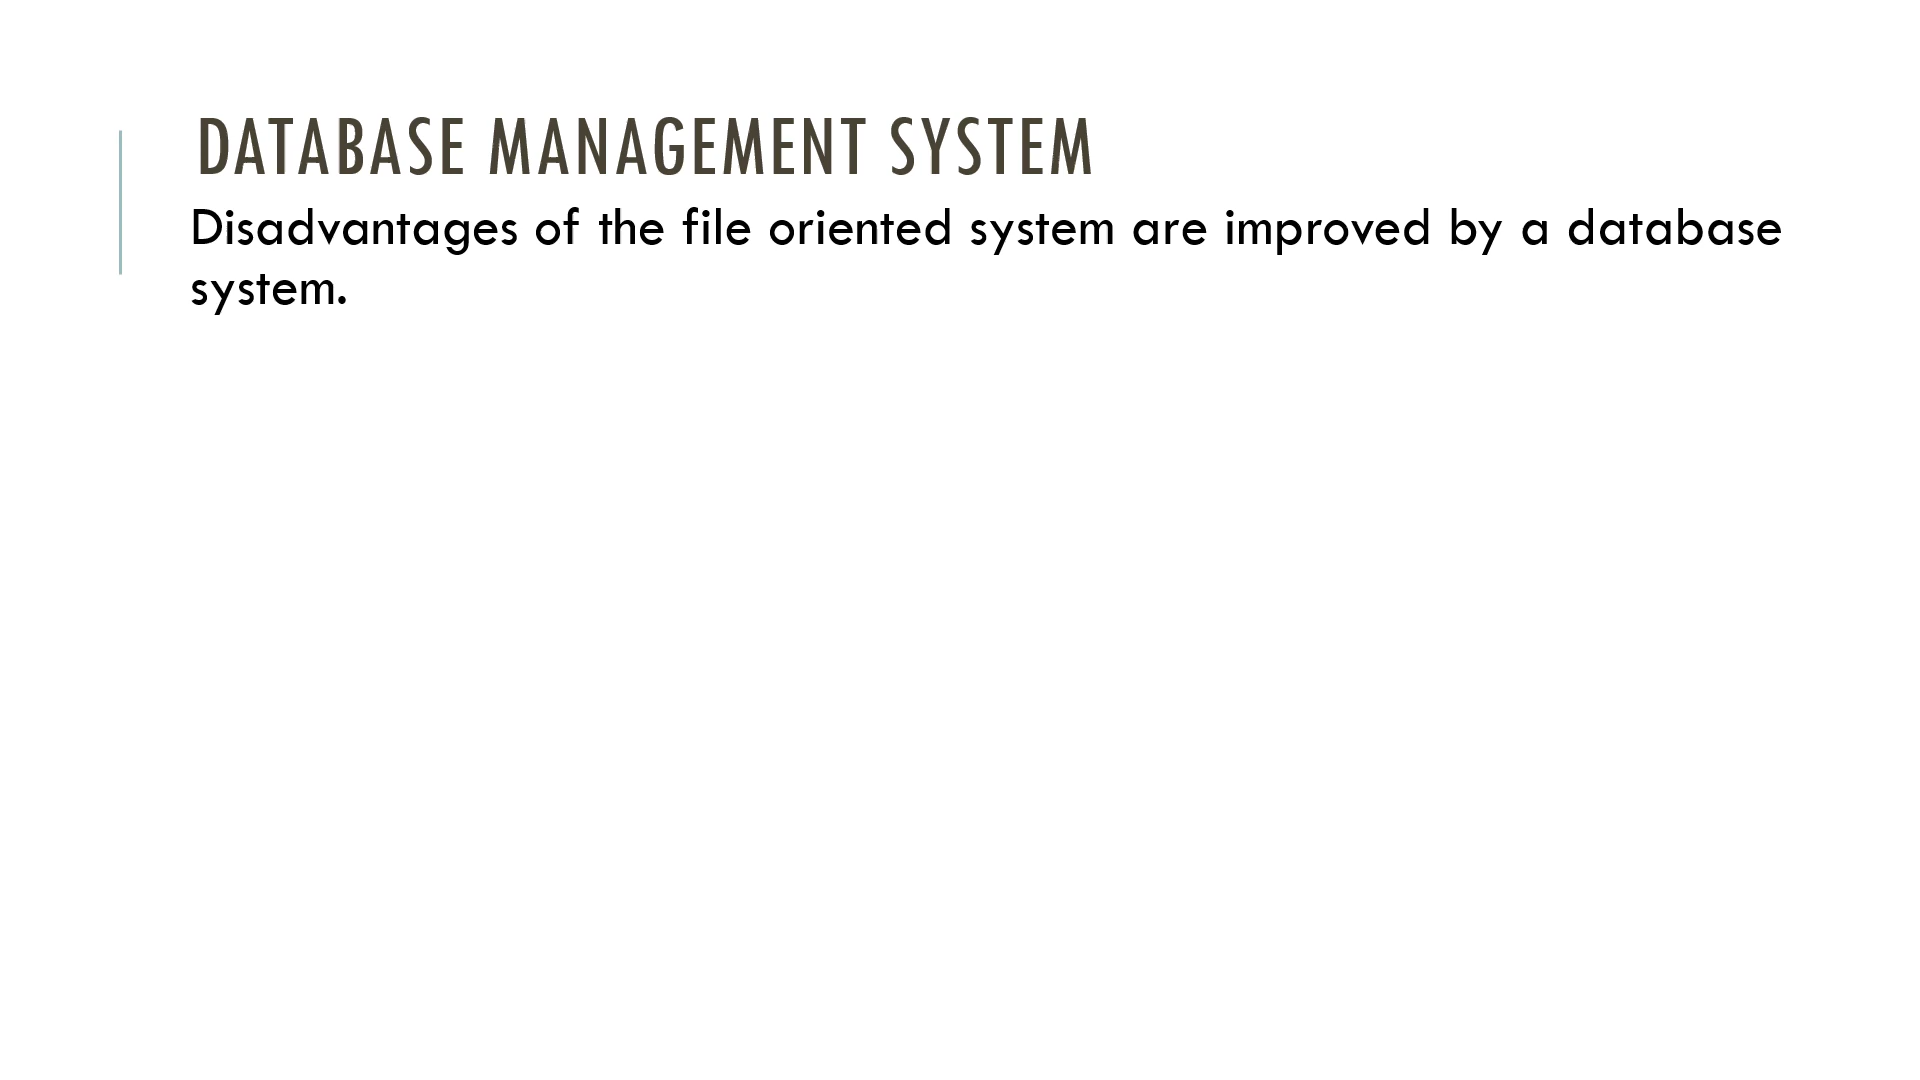 DATABASE MANAGEMENT SYSTEM
Disadvantages of the file oriented system are improved by a database
system.